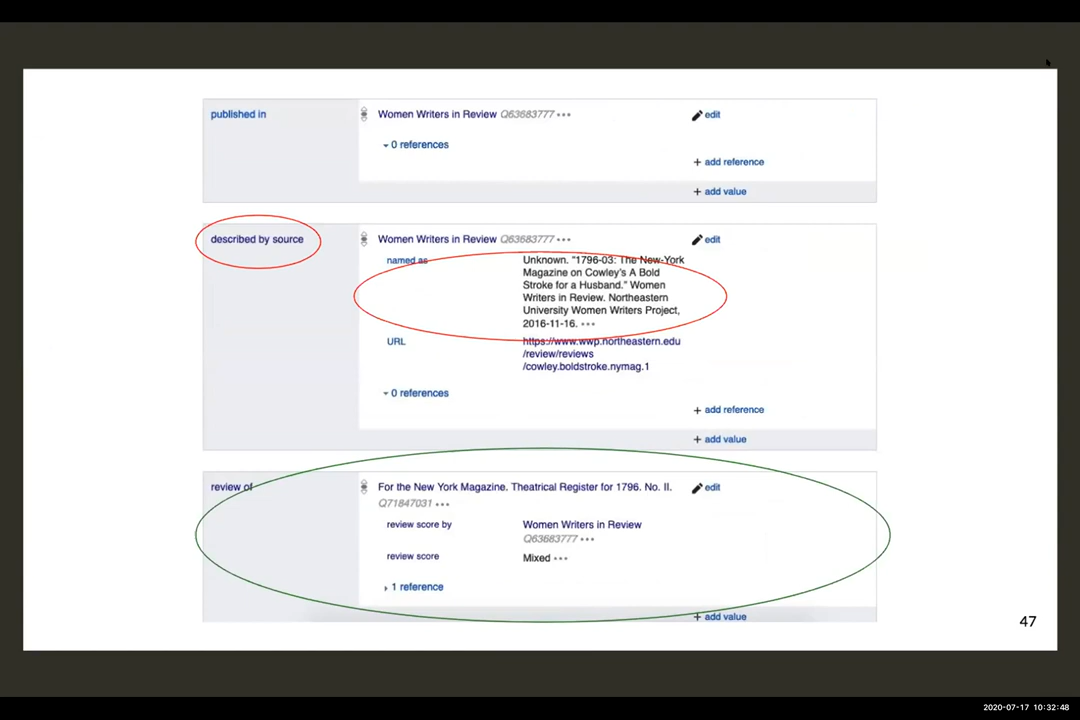 published in
Women Writers in Review Q63683777 •••
edit
0 references
+ add reference
+ add value
described by source
Women Writers in Review Q63683777 •••
edit
named as
Unknown. "1796-03: The New-York
Magazine on Cowley's A Bold
Stroke for a Husband." Women
Writers in Review. Northeastern
University Women Writers Project,
2016-11-16. •••
URL
https://www.wwp.northeastern.edu
/review/reviews
/cowley.boldstroke.nymag.1
0 references
+ add reference
+ add value
review of
For the New York Magazine. Theatrical Register for 1796. No. II.
Q71847031 •••
edit
review score by
Women Writers in Review
Q63683777 •••
review score
Mixed •••
1 reference
+ add value
47
2020-07-17 10:32:48